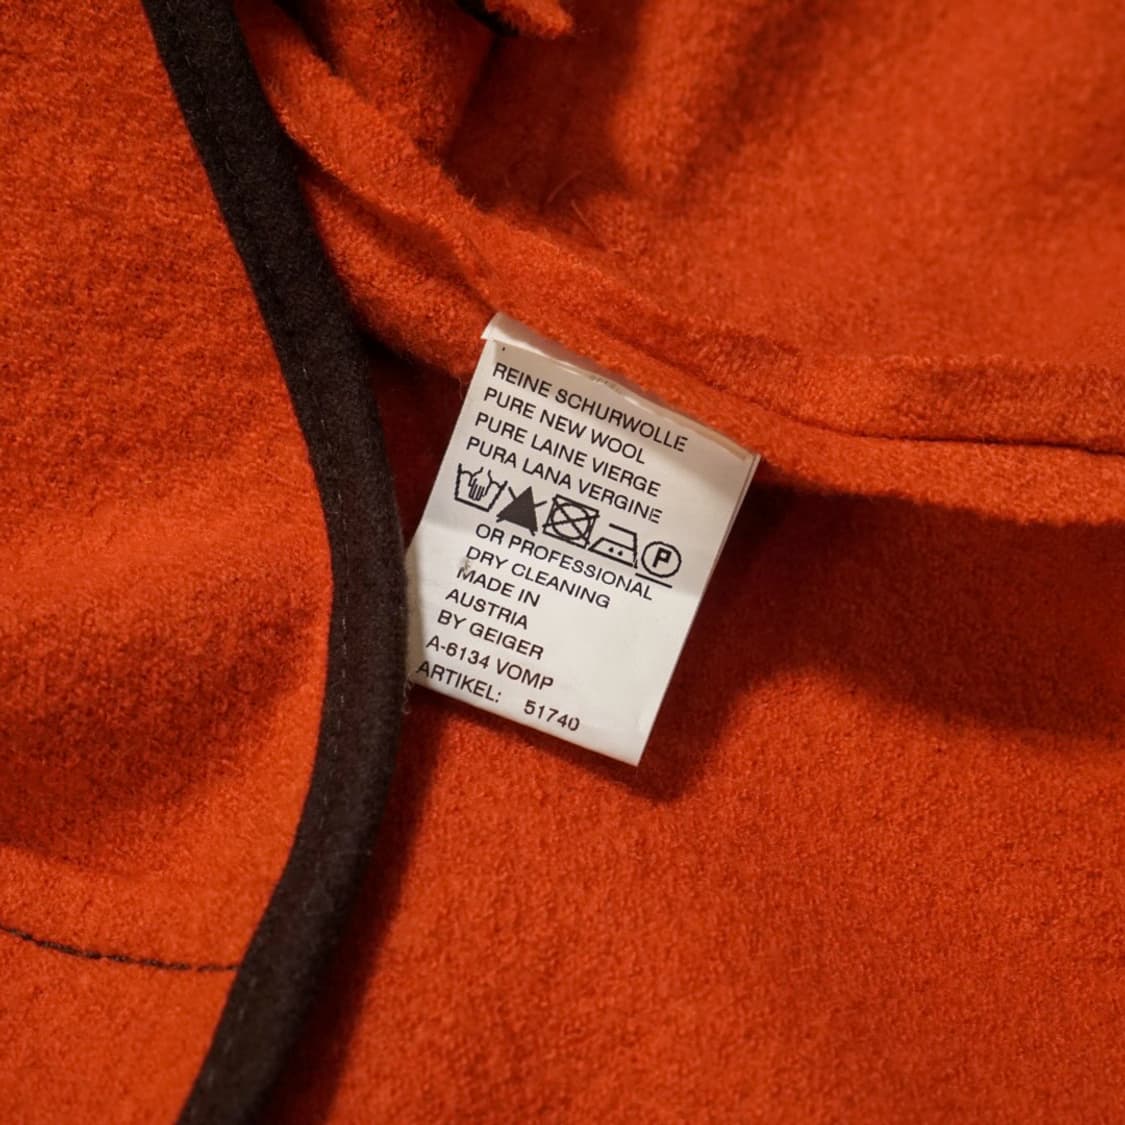 REINE SCHURWOLLE
PURE NEW WOOL
PURE LAINE VIERGE
PURA LANA VERGINE
P
OR PROFESSIONAL
DRY CLEANING
MADE IN
AUSTRIA
BY GEIGER
A-6134 VOMP
ARTIKEL: 51740